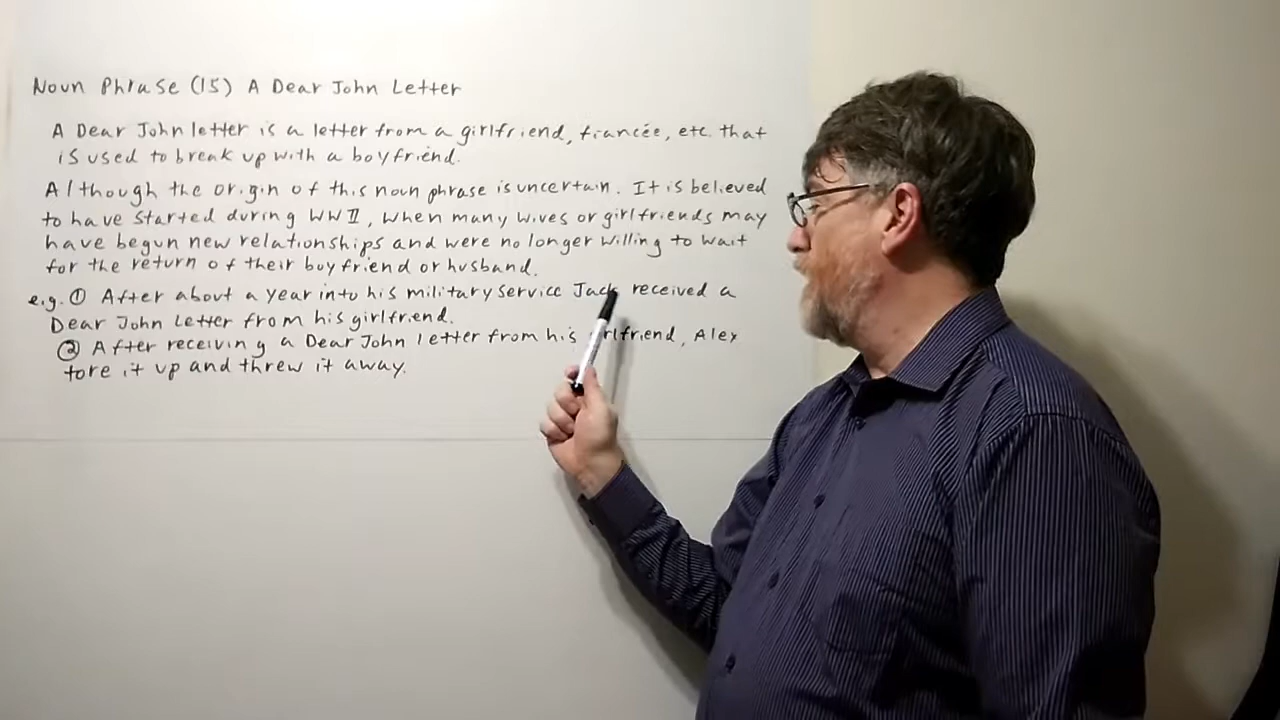 Noun Phrase (15) A Dear John Letter
A Dear John letter is a letter from a girlfriend, fiancée, etc. that
is used to break up with a boyfriend.
Although the origin of this noun phrase is uncertain. It is believed
to have started during WWII, when many wives or girlfriends may
have begun new relationships and were no longer willing to wait
for the return of their boyfriend or husband.
e.g. ① After about a year into his military service Jack received a
Dear John Letter from his girlfriend.
② After receiving a Dear John letter from his girlfriend, Alex
tore it up and threw it away.